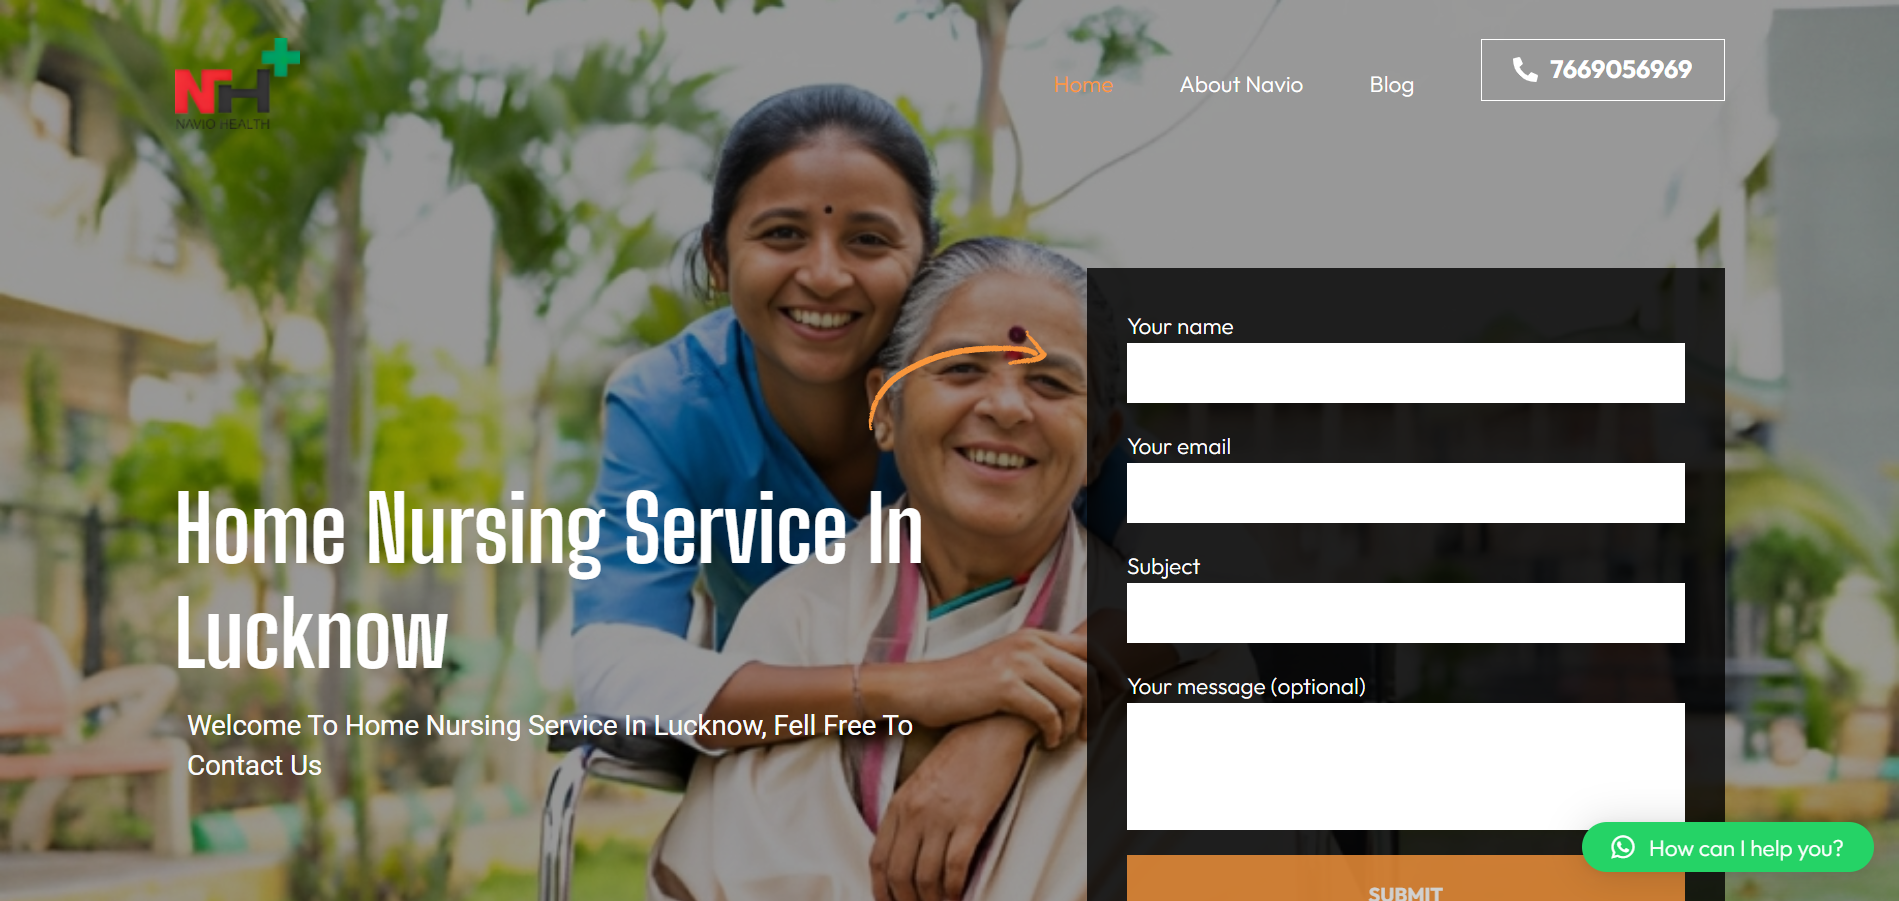 NH
NAVIO HEALTH
Home
About Navio
Blog
7669056969
Your name
Your email
Home Nursing Service In
Lucknow
Subject
Your message (optional)
Welcome To Home Nursing Service In Lucknow, Fell Free To
Contact Us
How can I help you?
SUBMIT